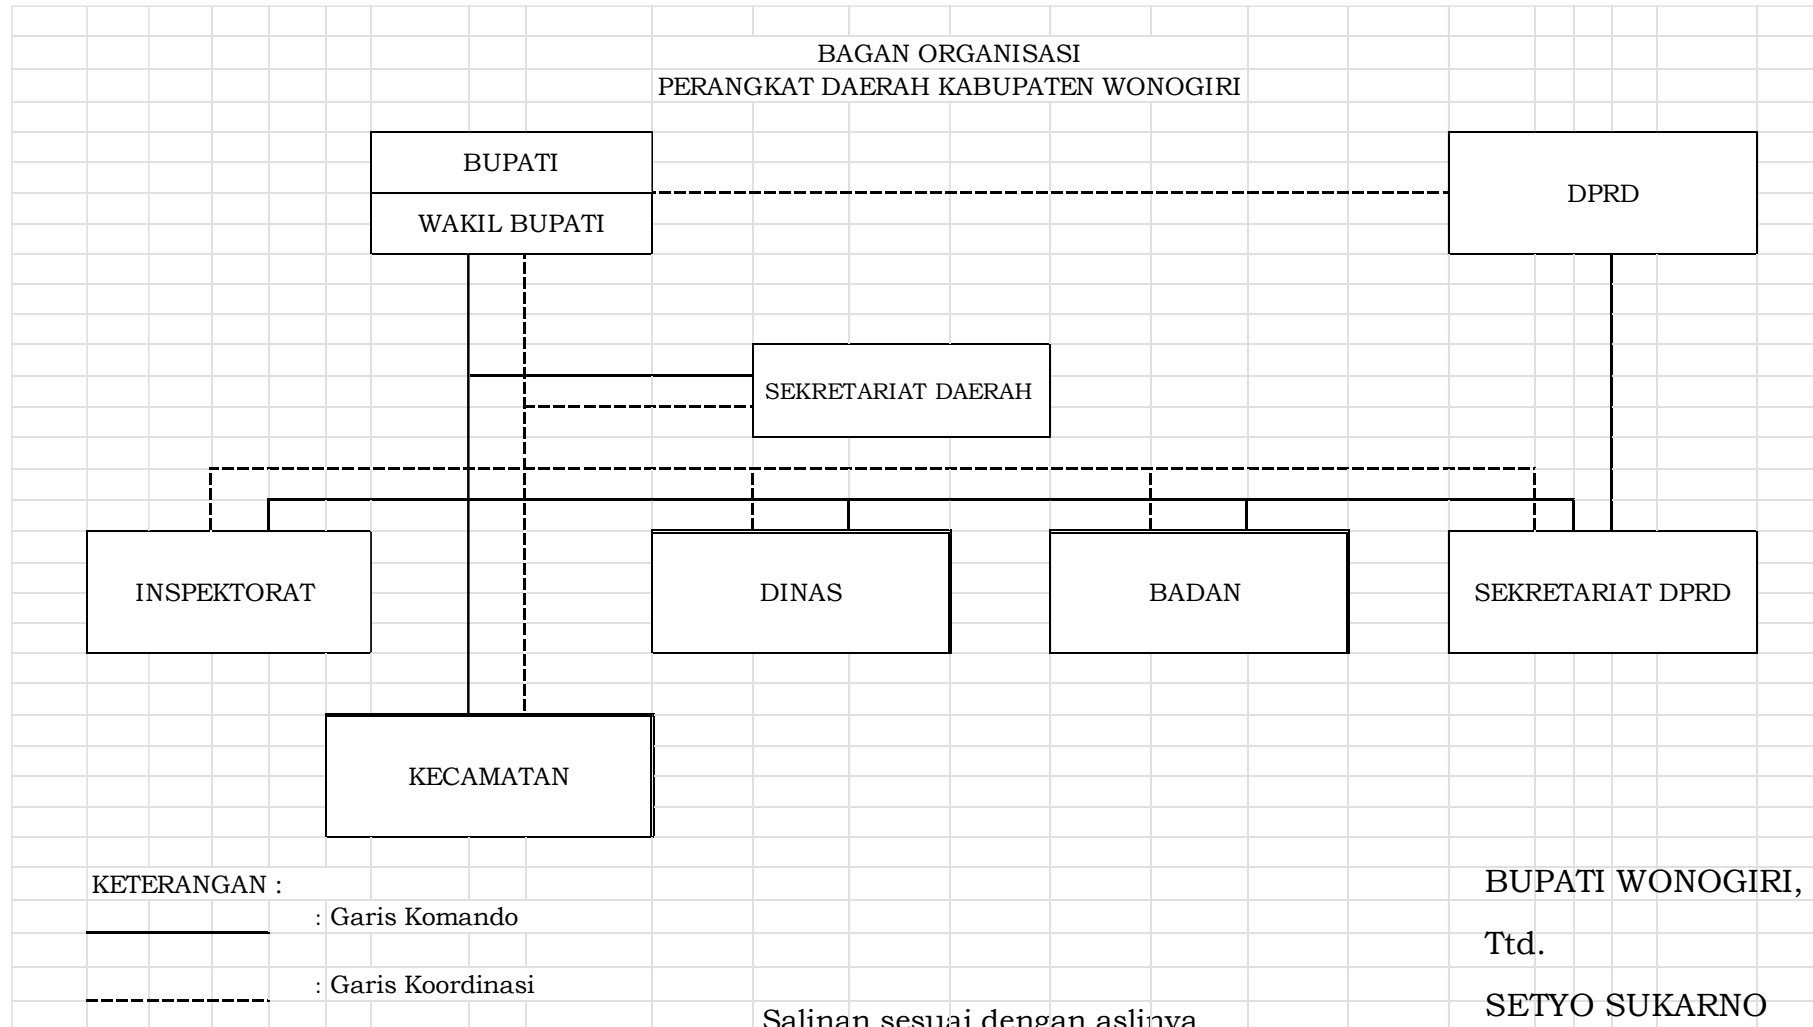 BAGAN ORGANISASI
PERANGKAT DAERAH KABUPATEN WONOGIRI
BUPATI
WAKIL BUPATI
DPRD
SEKRETARIAT DAERAH
INSPEKTORAT
DINAS
BADAN
SEKRETARIAT DPRD
KECAMATAN
KETERANGAN :
: Garis Komando
: Garis Koordinasi
BUPATI WONOGIRI,
Ttd.
SETYO SUKARNO
Salinan sesuai dengan aslinya